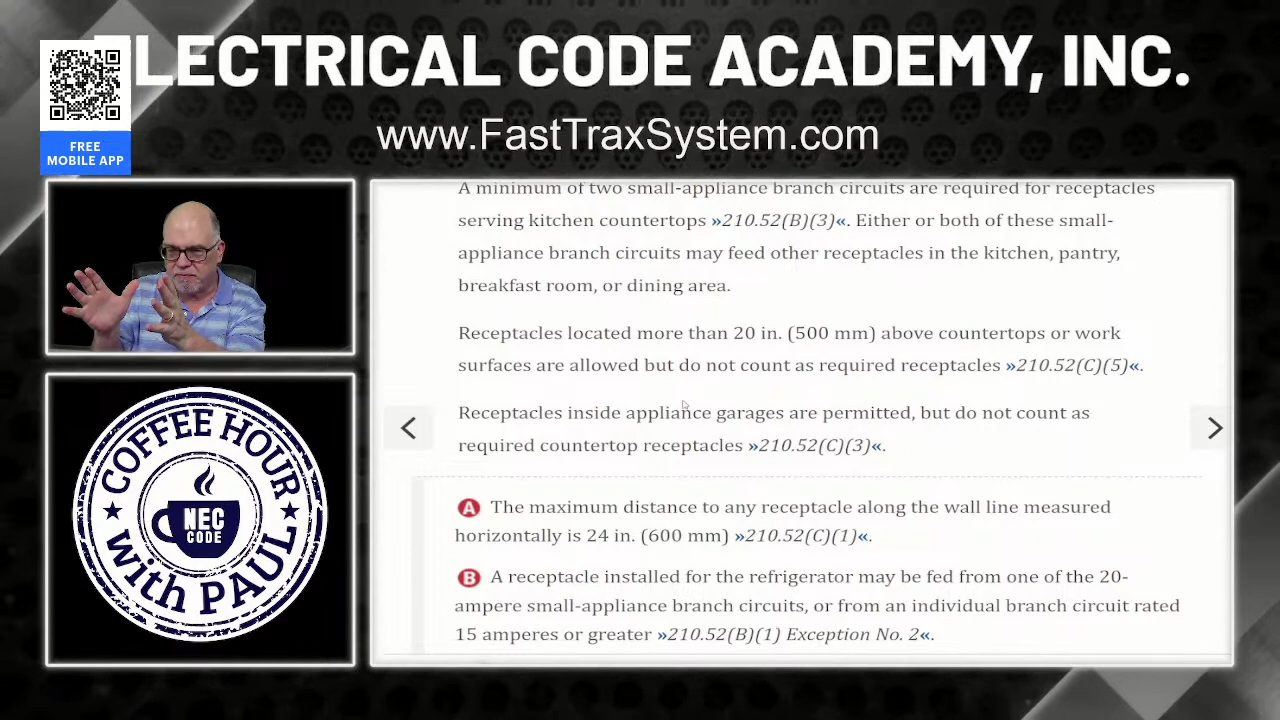 ELECTRICAL CODE ACADEMY, INC.
www.FastTraxSystem.com
FREE
MOBILE APP
A minimum of two small-appliance branch circuits are required for receptacles
serving kitchen countertops »210.52(B)(3)«. Either or both of these small-
appliance branch circuits may feed other receptacles in the kitchen, pantry,
breakfast room, or dining area.
Receptacles located more than 20 in. (500 mm) above countertops or work
surfaces are allowed but do not count as required receptacles »210.52(C)(5)«.
Receptacles inside appliance garages are permitted, but do not count as
required countertop receptacles »210.52(C)(3)«.
A The maximum distance to any receptacle along the wall line measured
horizontally is 24 in. (600 mm) »210.52(C)(1)«.
B A receptacle installed for the refrigerator may be fed from one of the 20-
ampere small-appliance branch circuits, or from an individual branch circuit rated
15 amperes or greater »210.52(B)(1) Exception No. 2«.
COFFEE HOUR
NEC
CODE
with PAUL